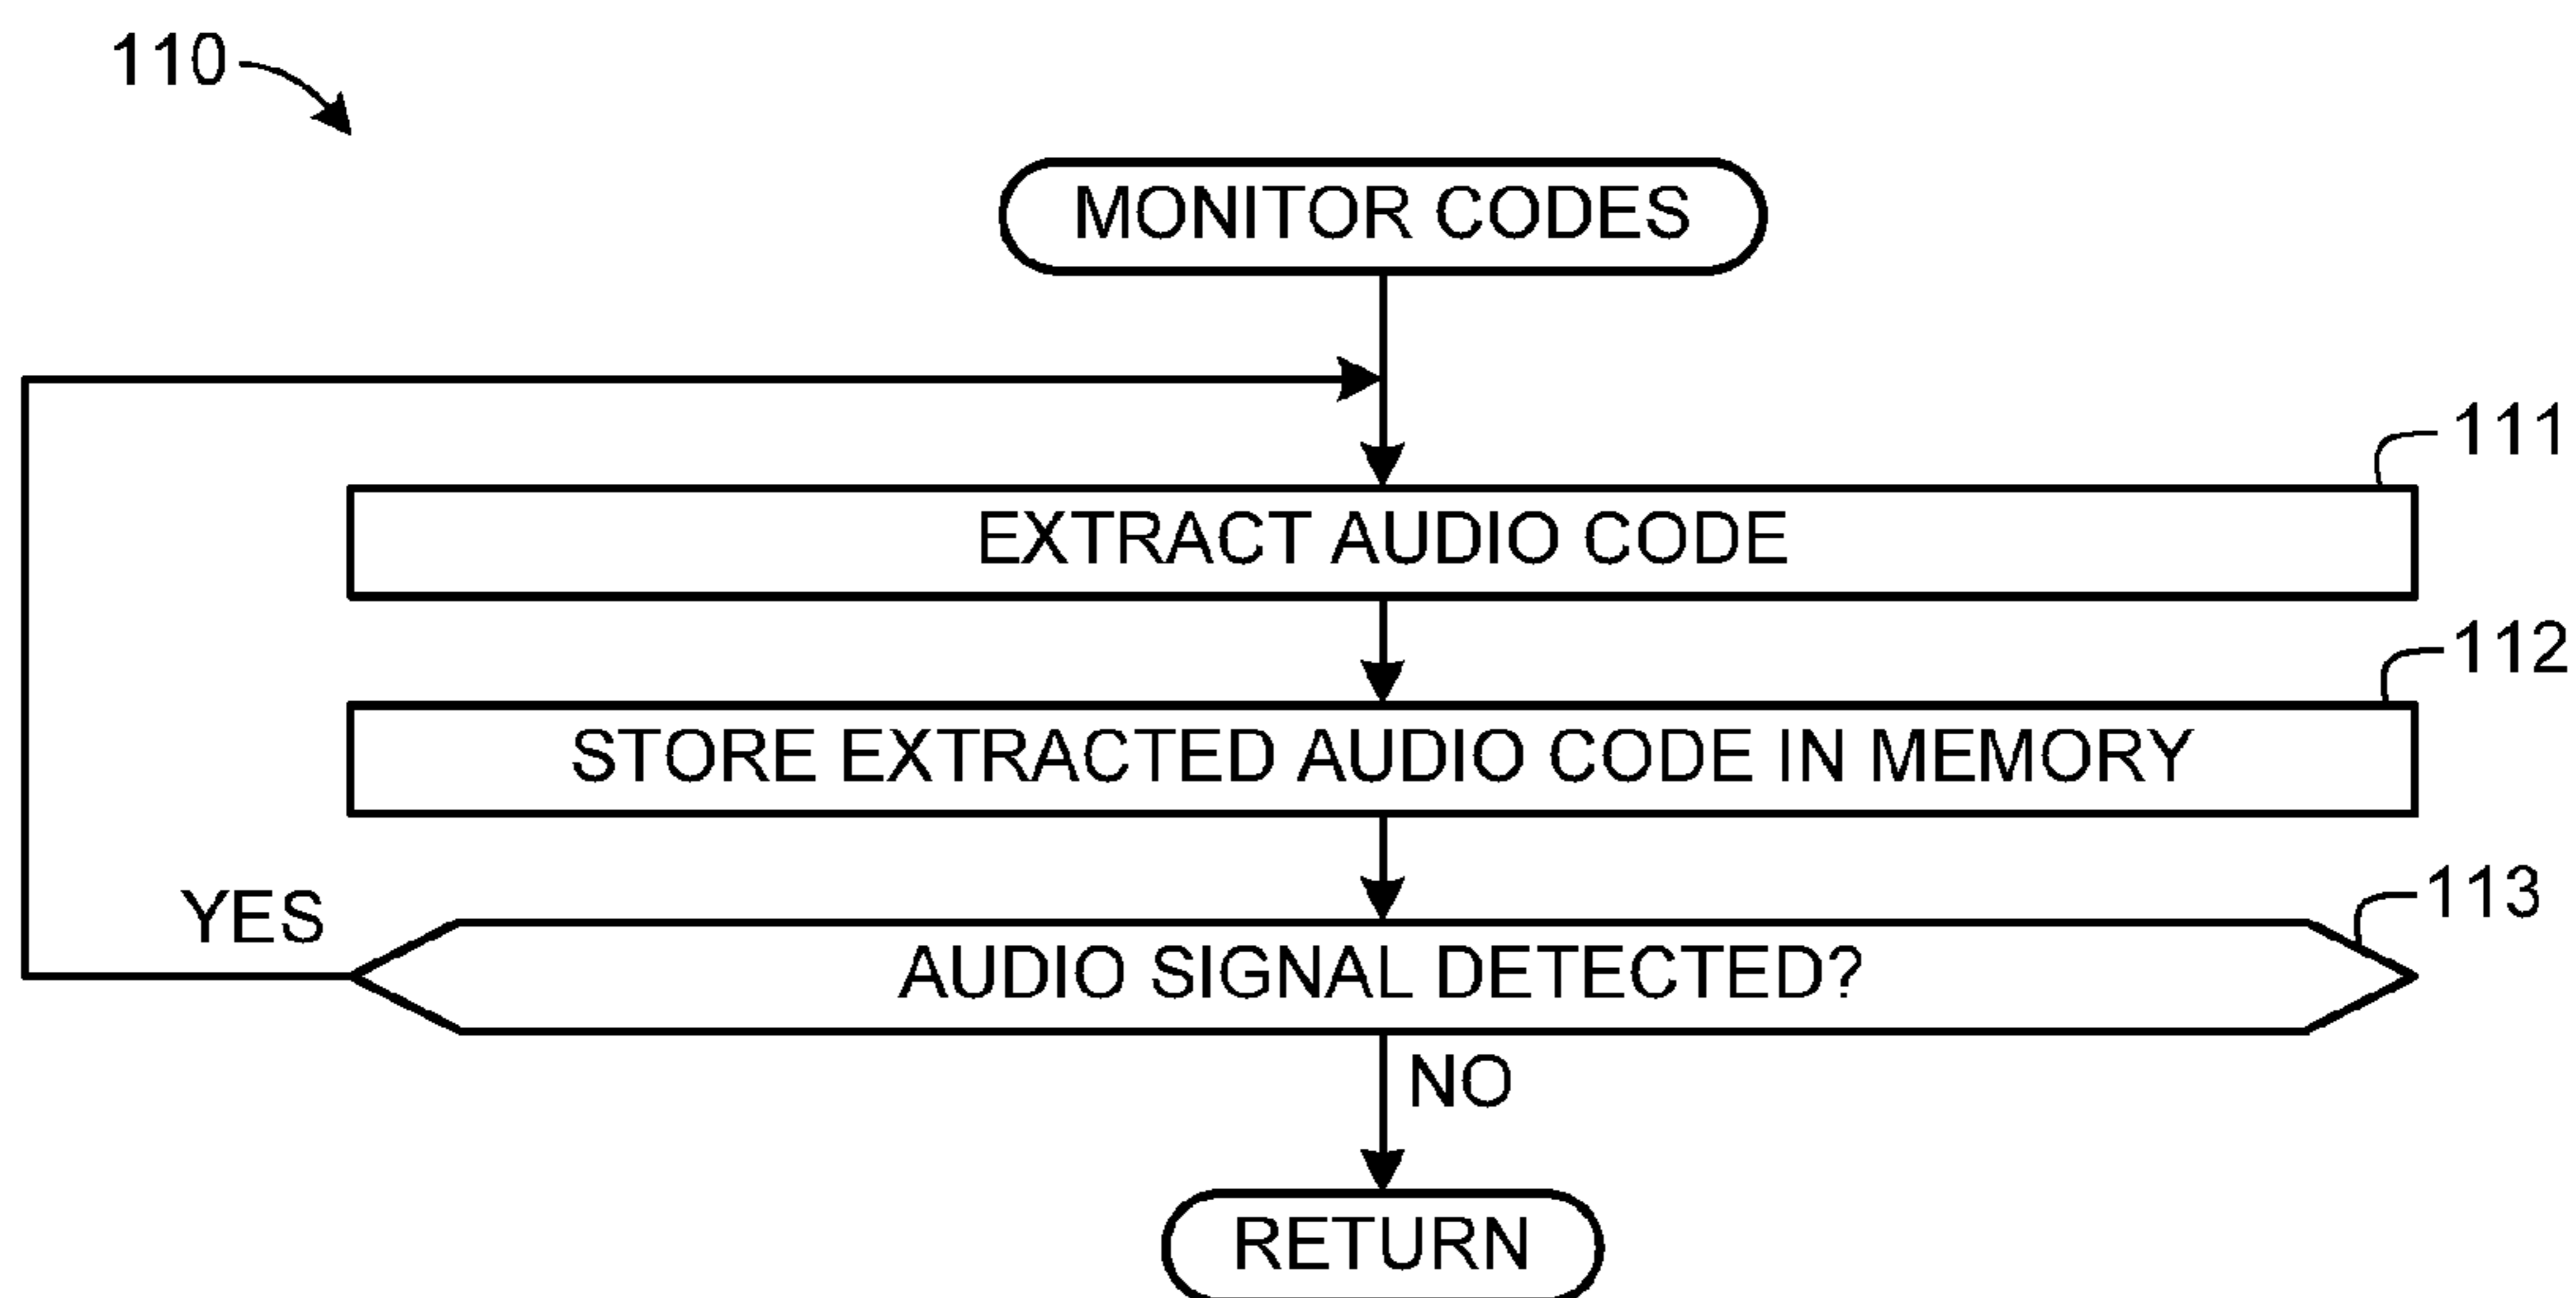 110
MONITOR CODES
111
EXTRACT AUDIO CODE
112
STORE EXTRACTED AUDIO CODE IN MEMORY
113
YES
AUDIO SIGNAL DETECTED?
NO
RETURN